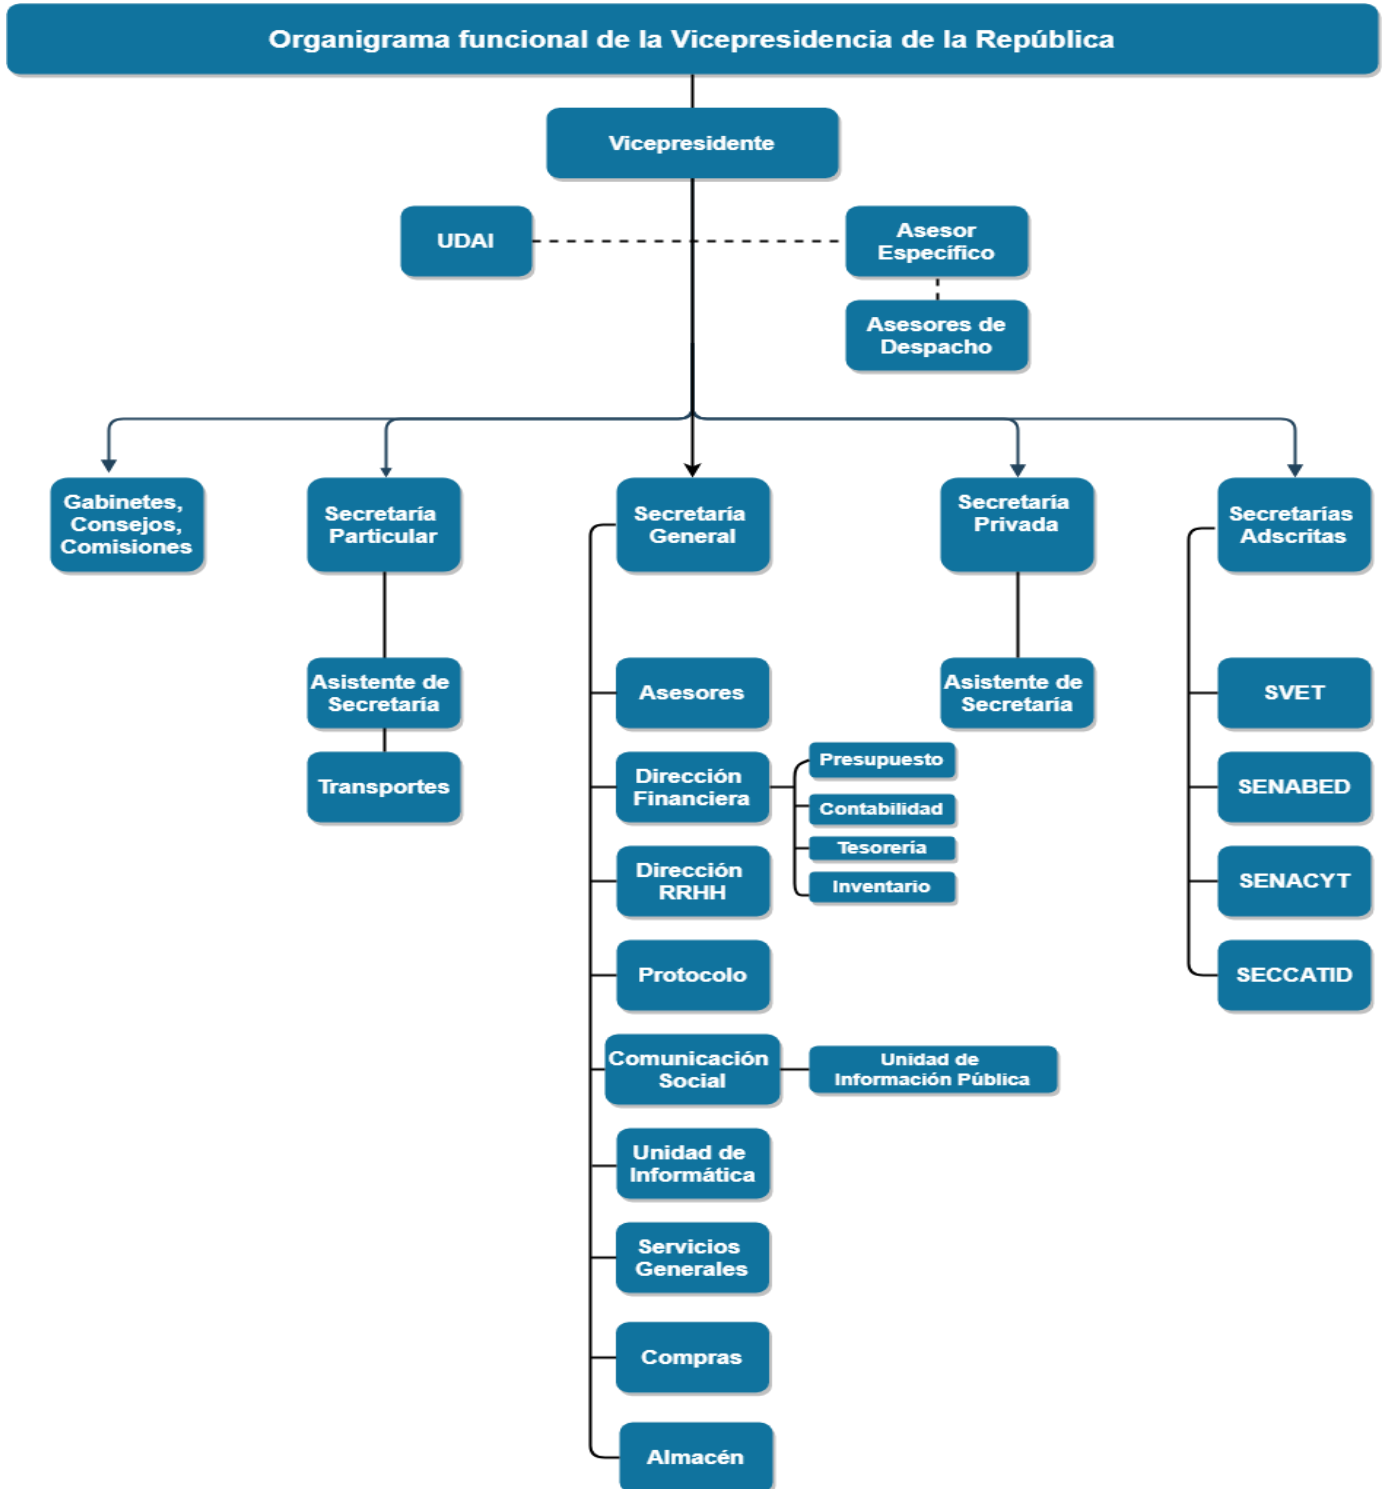 Organigrama funcional de la Vicepresidencia de la República
Vicepresidente
UDAI
Asesor
Específico
Asesores de
Despacho
Gabinetes,
Consejos,
Comisiones
Secretaría
Particular
Secretaría
General
Secretaría
Privada
Secretarías
Adscritas
Asistente de
Secretaría
Transportes
Asesores
Dirección
Financiera
Presupuesto
Contabilidad
Tesorería
Inventario
Dirección
RRHH
Protocolo
Comunicación
Social
Unidad de
Información Pública
Unidad de
Informática
Servicios
Generales
Compras
Almacén
Asistente de
Secretaría
SVET
SENABED
SENACYT
SECCATID